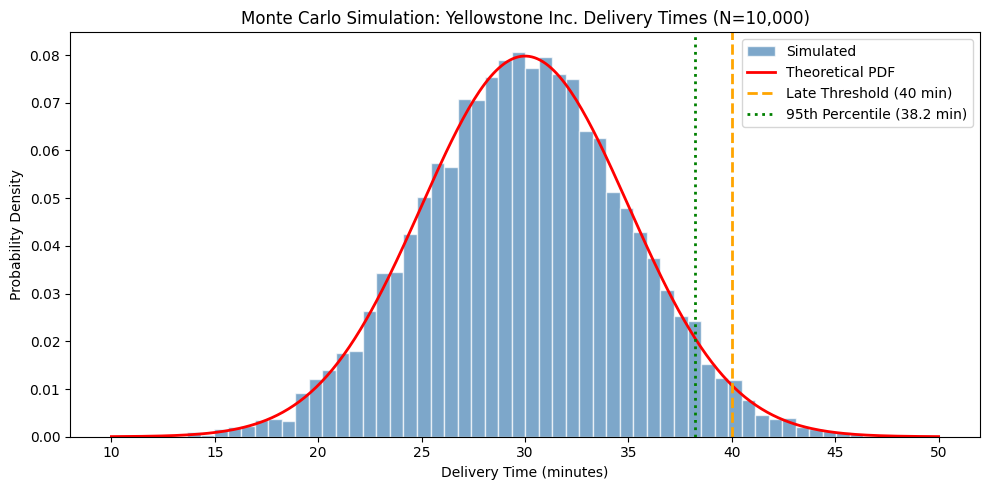 Monte Carlo Simulation: Yellowstone Inc. Delivery Times (N=10,000)
Simulated
Theoretical PDF
Late Threshold (40 min)
95th Percentile (38.2 min)
Probability Density
0.08
0.07
0.06
0.05
0.04
0.03
0.02
0.01
0.00
10 15 20 25 30 35 40 45 50
Delivery Time (minutes)